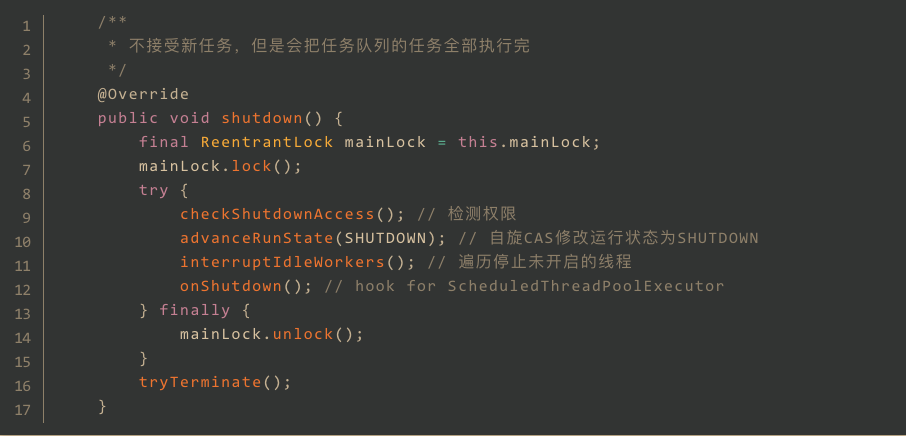 1 /**
2 * 不接受新任务，但是会把任务队列的任务全部执行完
3 */
4 @Override
5 public void shutdown() {
6 final ReentrantLock mainLock = this.mainLock;
7 mainLock.lock();
8 try {
9 checkShutdownAccess(); // 检测权限
10 advanceRunState(SHUTDOWN); // 自旋CAS修改运行状态为SHUTDOWN
11 interruptIdleWorkers(); // 遍历停止未开启的线程
12 onShutdown(); // hook for ScheduledThreadPoolExecutor
13 } finally {
14 mainLock.unlock();
15 }
16 tryTerminate();
17 }